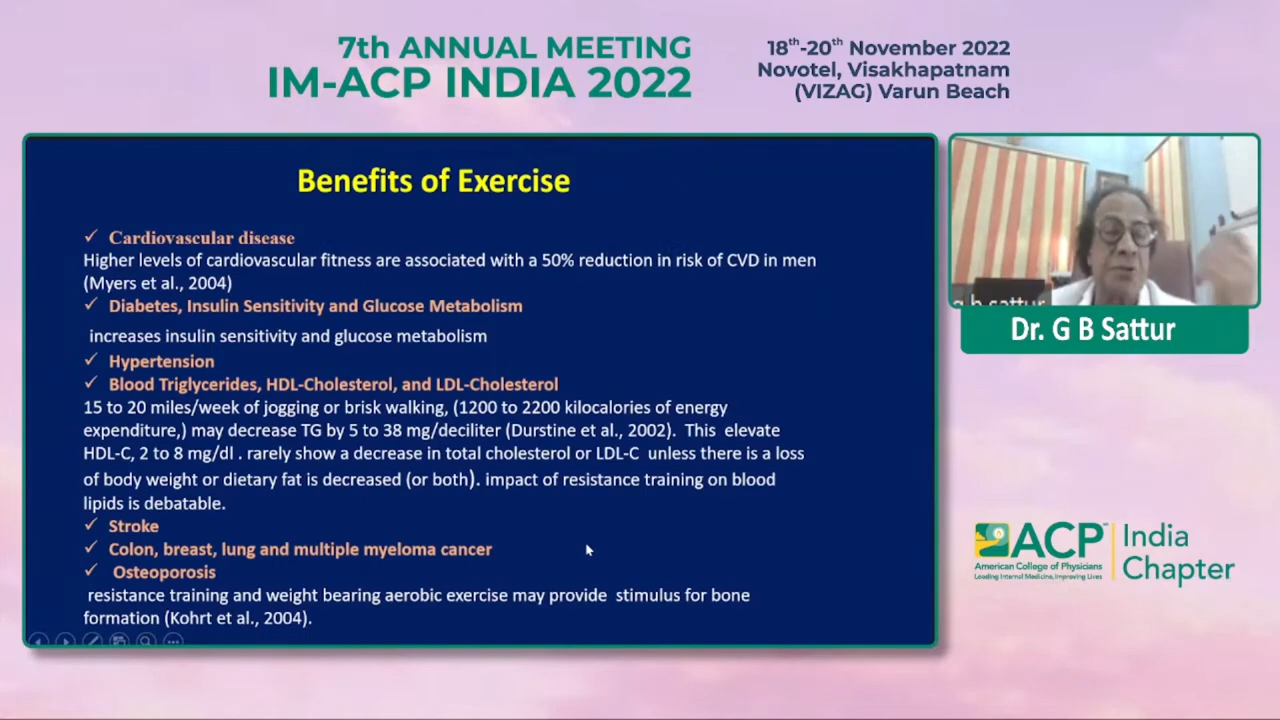 7th ANNUAL MEETING
IM-ACP INDIA 2022
18th-20th November 2022
Novotel, Visakhapatnam
(VIZAG) Varun Beach
Benefits of Exercise
✓ Cardiovascular disease
Higher levels of cardiovascular fitness are associated with a 50% reduction in risk of CVD in men
(Myers et al., 2004)
✓ Diabetes, Insulin Sensitivity and Glucose Metabolism
increases insulin sensitivity and glucose metabolism
✓ Hypertension
✓ Blood Triglycerides, HDL-Cholesterol, and LDL-Cholesterol
15 to 20 miles/week of jogging or brisk walking, (1200 to 2200 kilocalories of energy
expenditure,) may decrease TG by 5 to 38 mg/deciliter (Durstine et al., 2002). This elevate
HDL-C, 2 to 8 mg/dl . rarely show a decrease in total cholesterol or LDL-C unless there is a loss
of body weight or dietary fat is decreased (or both). impact of resistance training on blood
lipids is debatable.
✓ Stroke
✓ Colon, breast, lung and multiple myeloma cancer
✓ Osteoporosis
resistance training and weight bearing aerobic exercise may provide stimulus for bone
formation (Kohrt et al., 2004).
g b sattur
Dr. G B Sattur
ACP™
American College of Physicians
Leading Internal Medicine, Improving Lives
India
Chapter